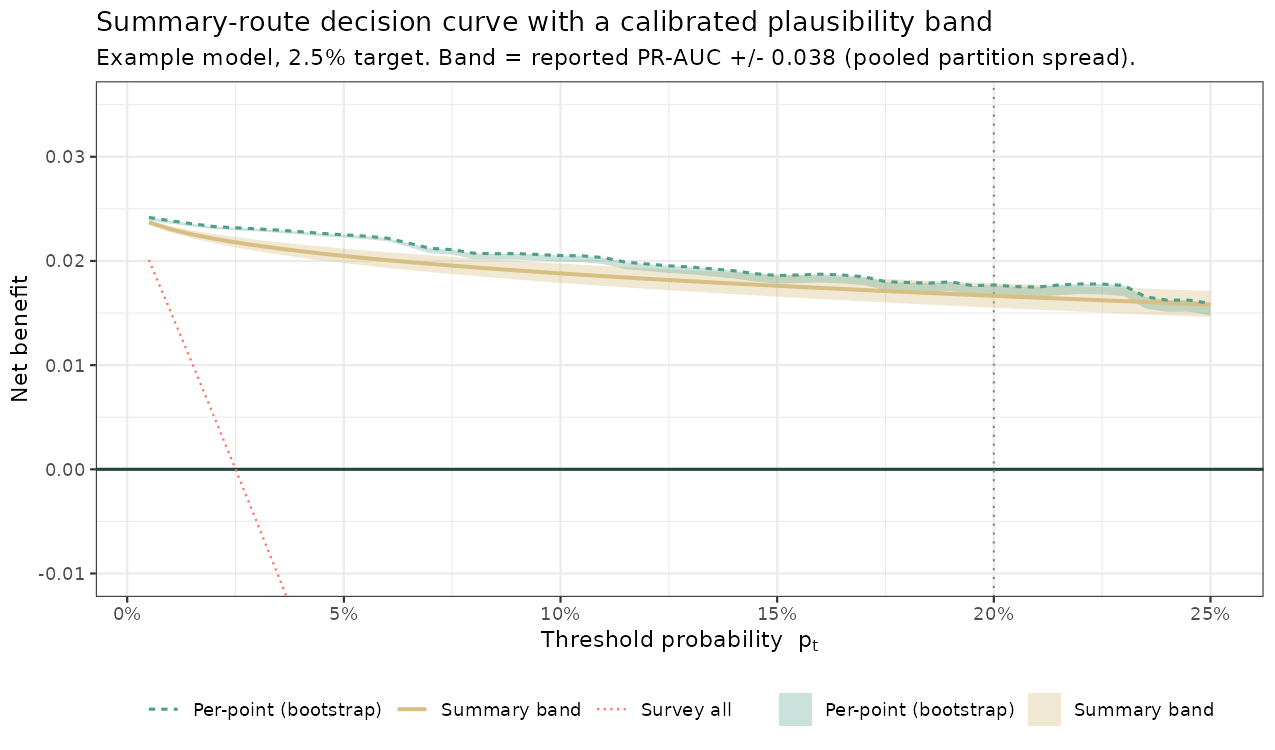 Summary-route decision curve with a calibrated plausibility band
Example model, 2.5% target. Band = reported PR-AUC +/- 0.038 (pooled partition spread).
Net benefit
0.03
0.02
0.01
0.00
-0.01
0% 5% 10% 15% 20% 25%
Threshold probability pt
Per-point (bootstrap) Summary band Survey all Per-point (bootstrap) Summary band